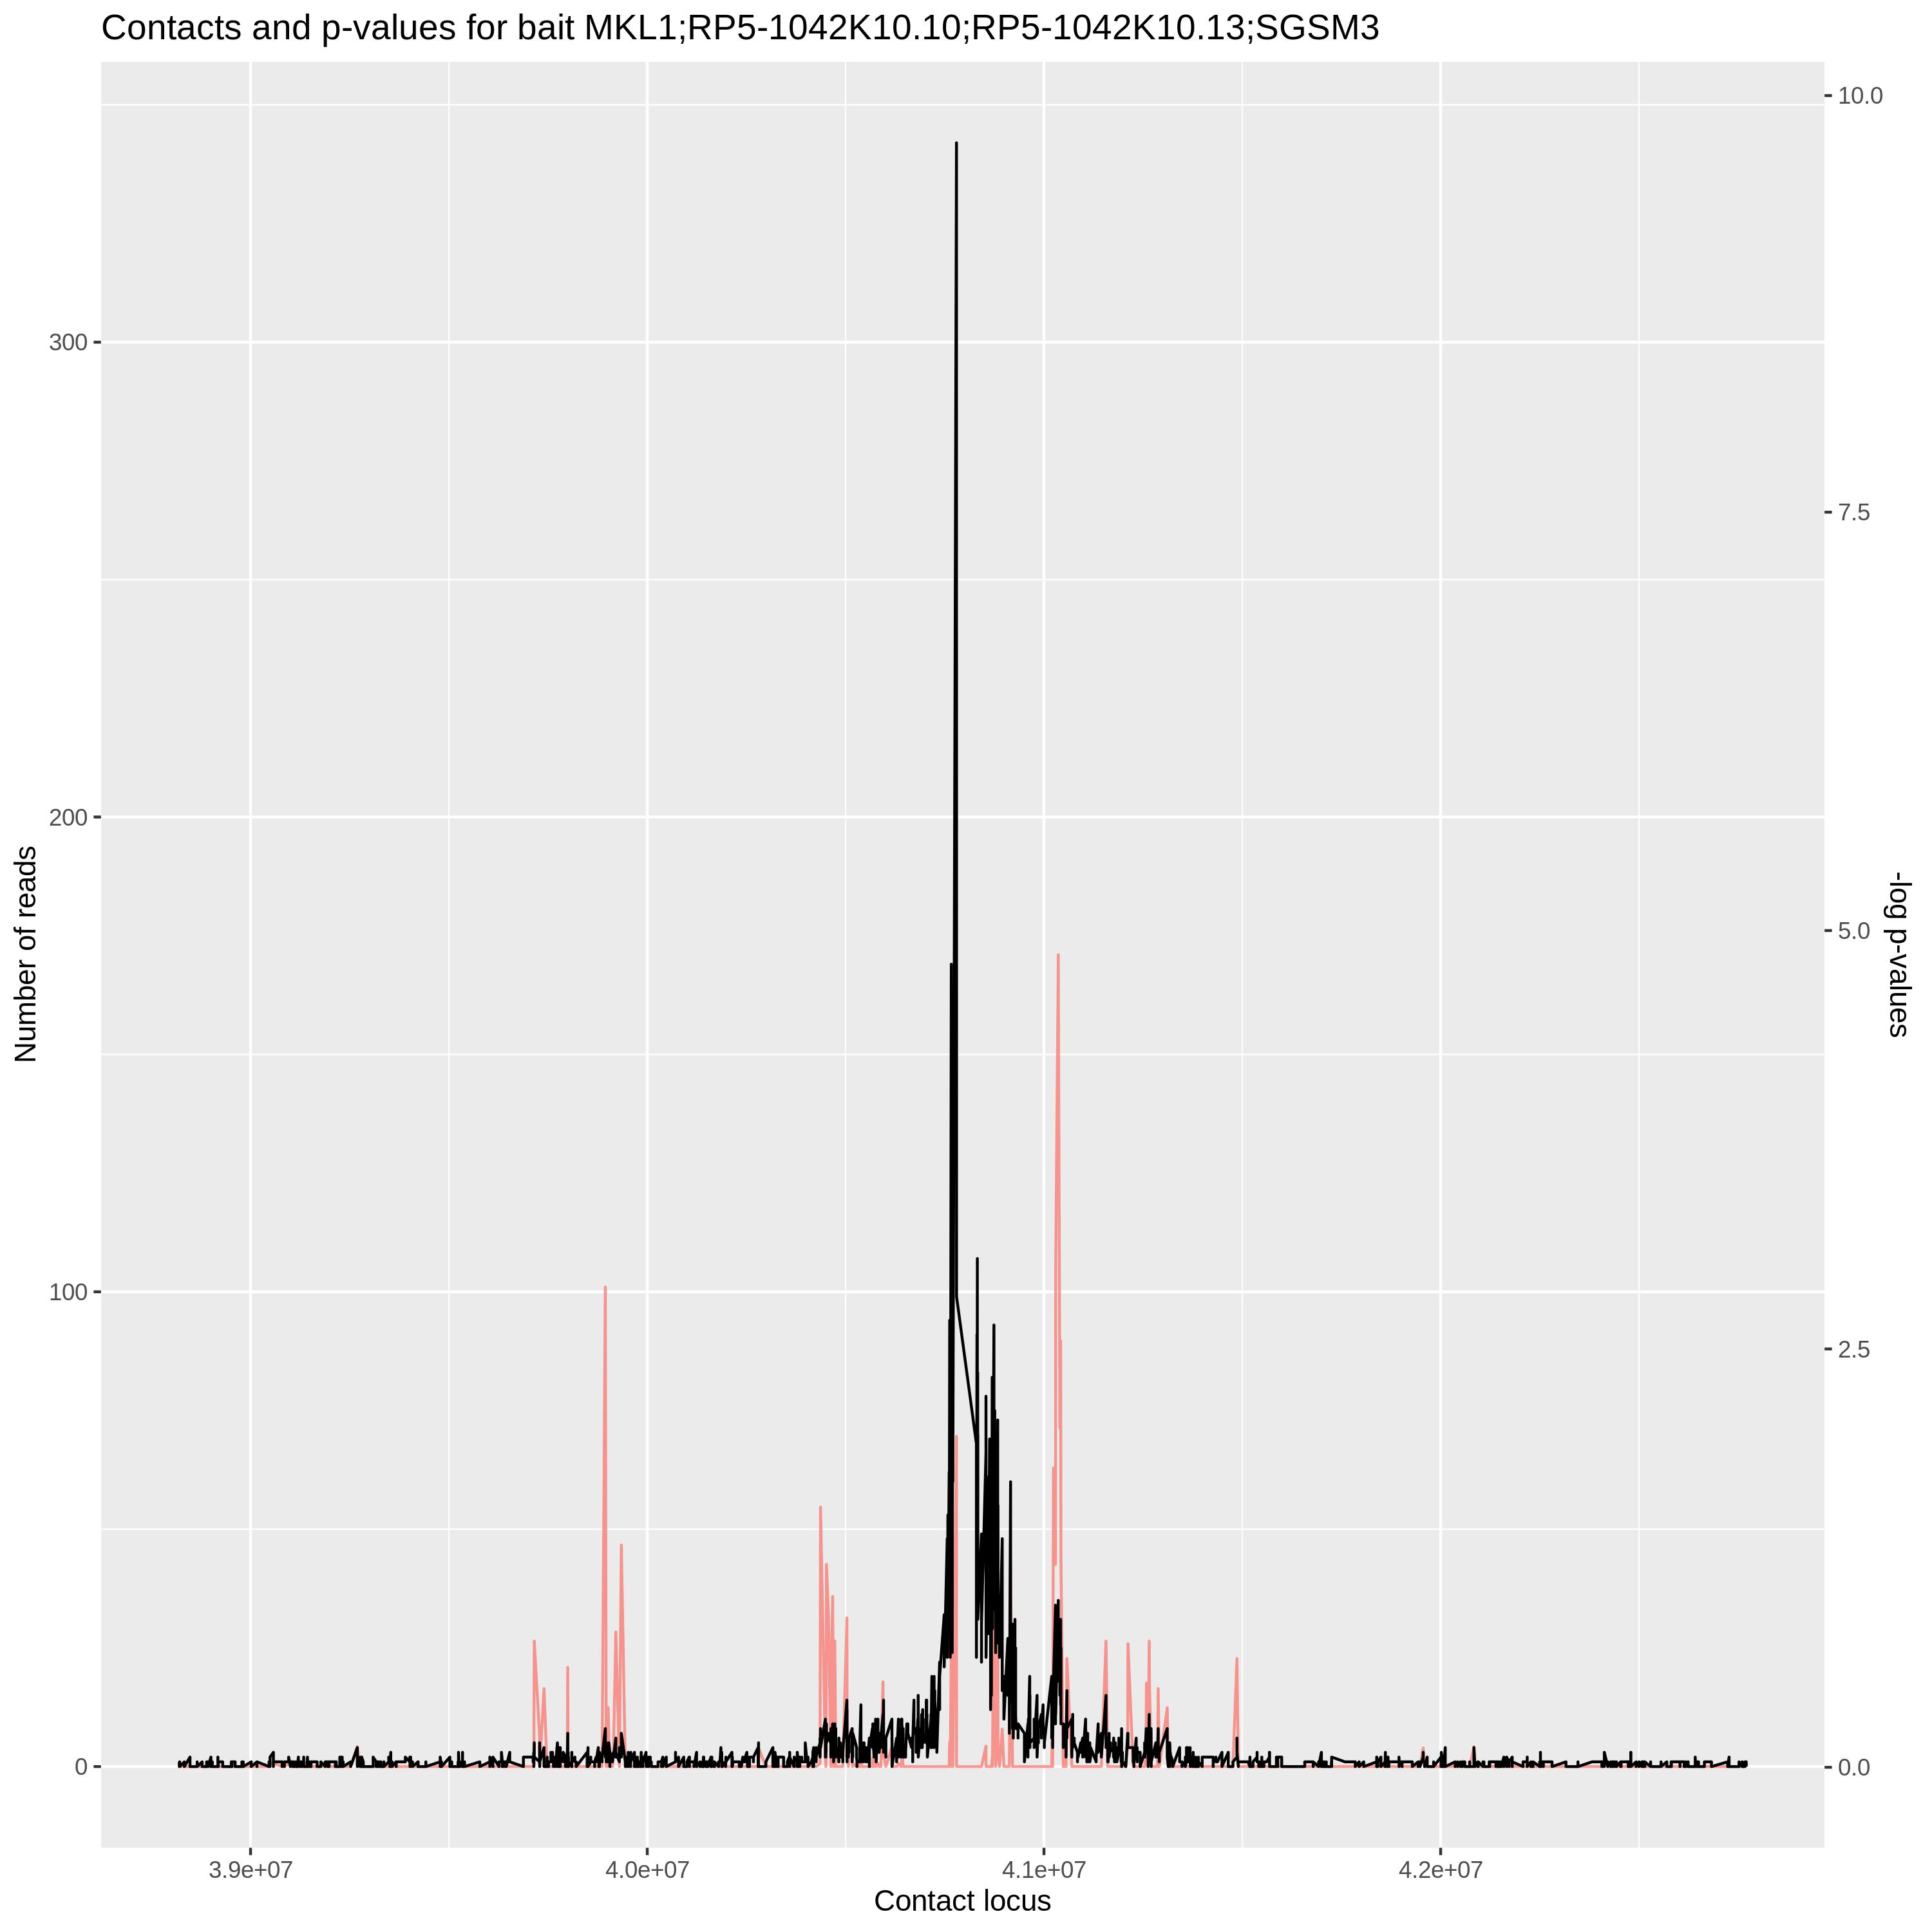 Contacts and p-values for bait MKL1;RP5-1042K10.10;RP5-1042K10.13;SGSM3
Number of reads
300
200
100
0
10.0
7.5
5.0
2.5
0.0
-log p-values
3.9e+07
4.0e+07
4.1e+07
4.2e+07
Contact locus